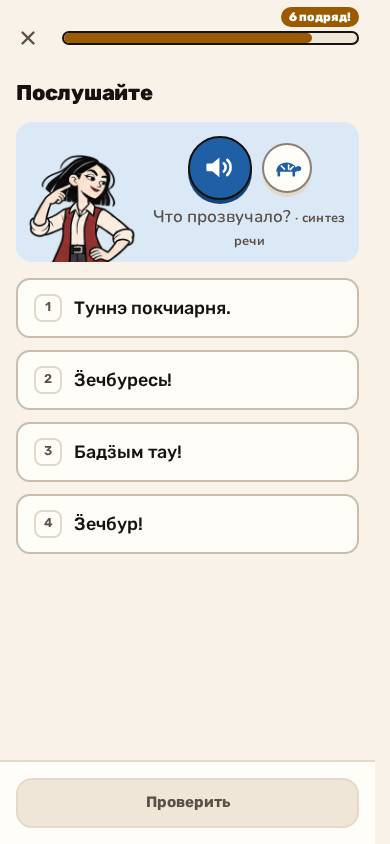 6 подряд!
Послушайте
Что прозвучало? · синтез
речи
1 Туннэ покчиарня.
2 Ӟечбуресь!
3 Бадӟым тау!
4 Ӟечбур!
Проверить